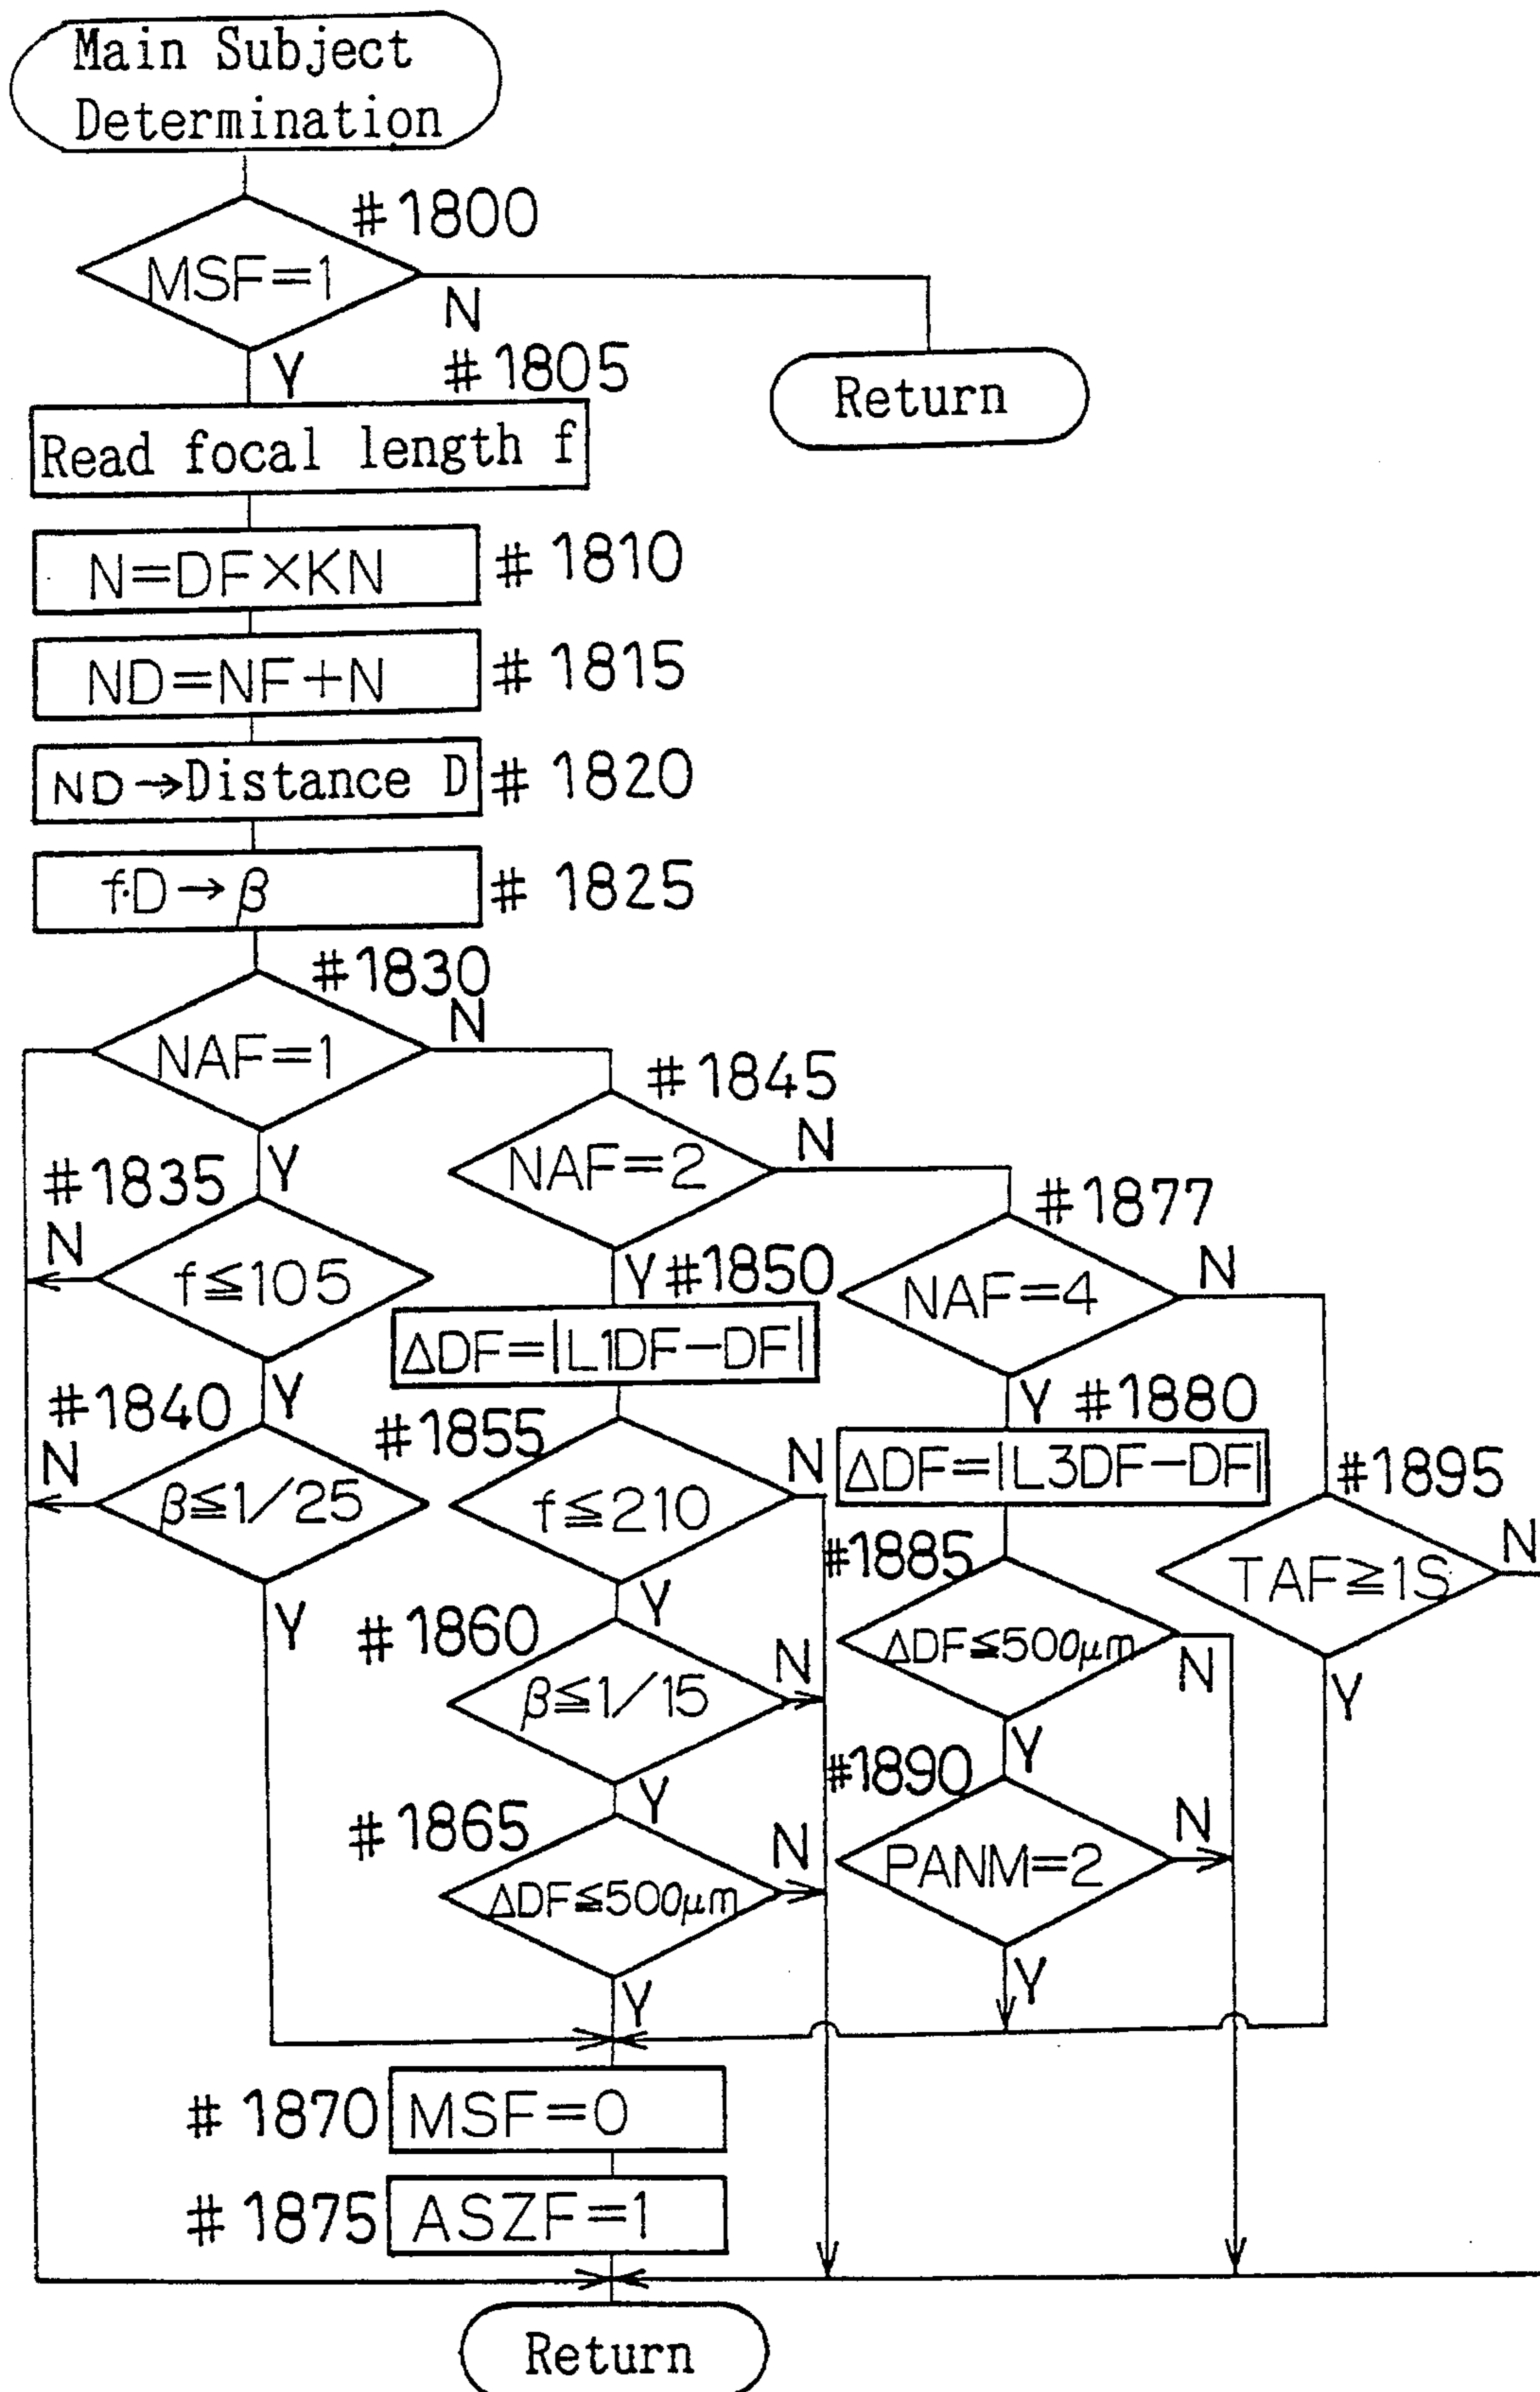 Main Subject
Determination
#1800
MSF=1
N
Y
#1805
Return
Read focal length f
N=DF×KN
#1810
ND=NF+N
#1815
ND→Distance D
#1820
f·D→β
#1825
#1830
NAF=1
N
Y
#1845
NAF=2
N
Y
#1835
f≦105
N
Y
#1877
NAF=4
N
Y
#1850
ΔDF=|L1DF−DF|
#1840
β≦1/25
N
Y
#1855
f≦210
N
Y
#1880
ΔDF=|L3DF−DF|
#1895
TAF≧1S
N
Y
#1860
β≦1/15
N
Y
#1885
ΔDF≦500μm
N
Y
#1865
ΔDF≦500μm
N
Y
#1890
PANM=2
N
Y
#1870
MSF=0
#1875
ASZF=1
Return